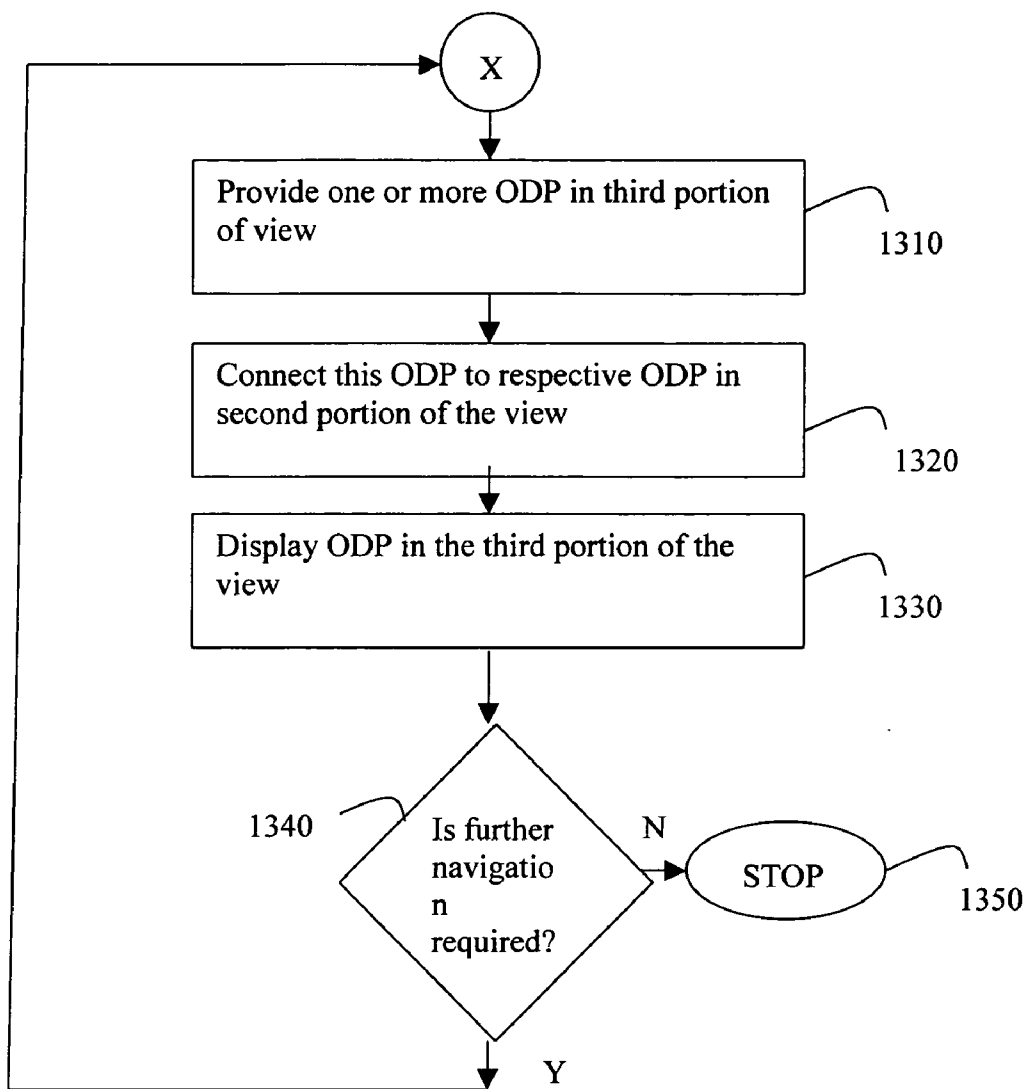 X
Provide one or more ODP in third portion
of view
1310
Connect this ODP to respective ODP in
second portion of the view
1320
Display ODP in the third portion of the
view
1330
1340
Is further
navigatio
n
required?
N
STOP
1350
Y